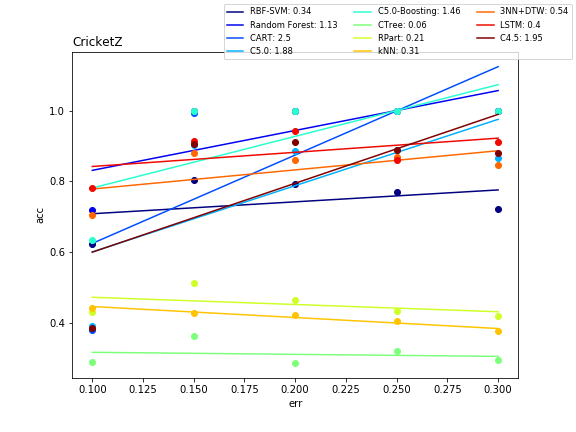 RBF-SVM: 0.34 C5.0-Boosting: 1.46 3NN+DTW: 0.54
Random Forest: 1.13 CTree: 0.06 LSTM: 0.4
CART: 2.5 RPart: 0.21 C4.5: 1.95
C5.0: 1.88 kNN: 0.31
CricketZ
1.0
0.8
0.6
0.4
acc
0.100 0.125 0.150 0.175 0.200 0.225 0.250 0.275 0.300
err